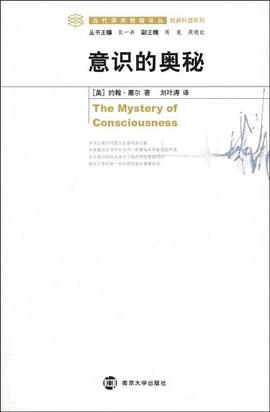 当代学术棱镜译丛
经典补遗系列
丛书主编 张一兵 副主编 周宪 周晓虹
意识的奥秘
[美] 约翰·塞尔 著 刘叶涛 译
The Mystery of
Consciousness
南京大学出版社